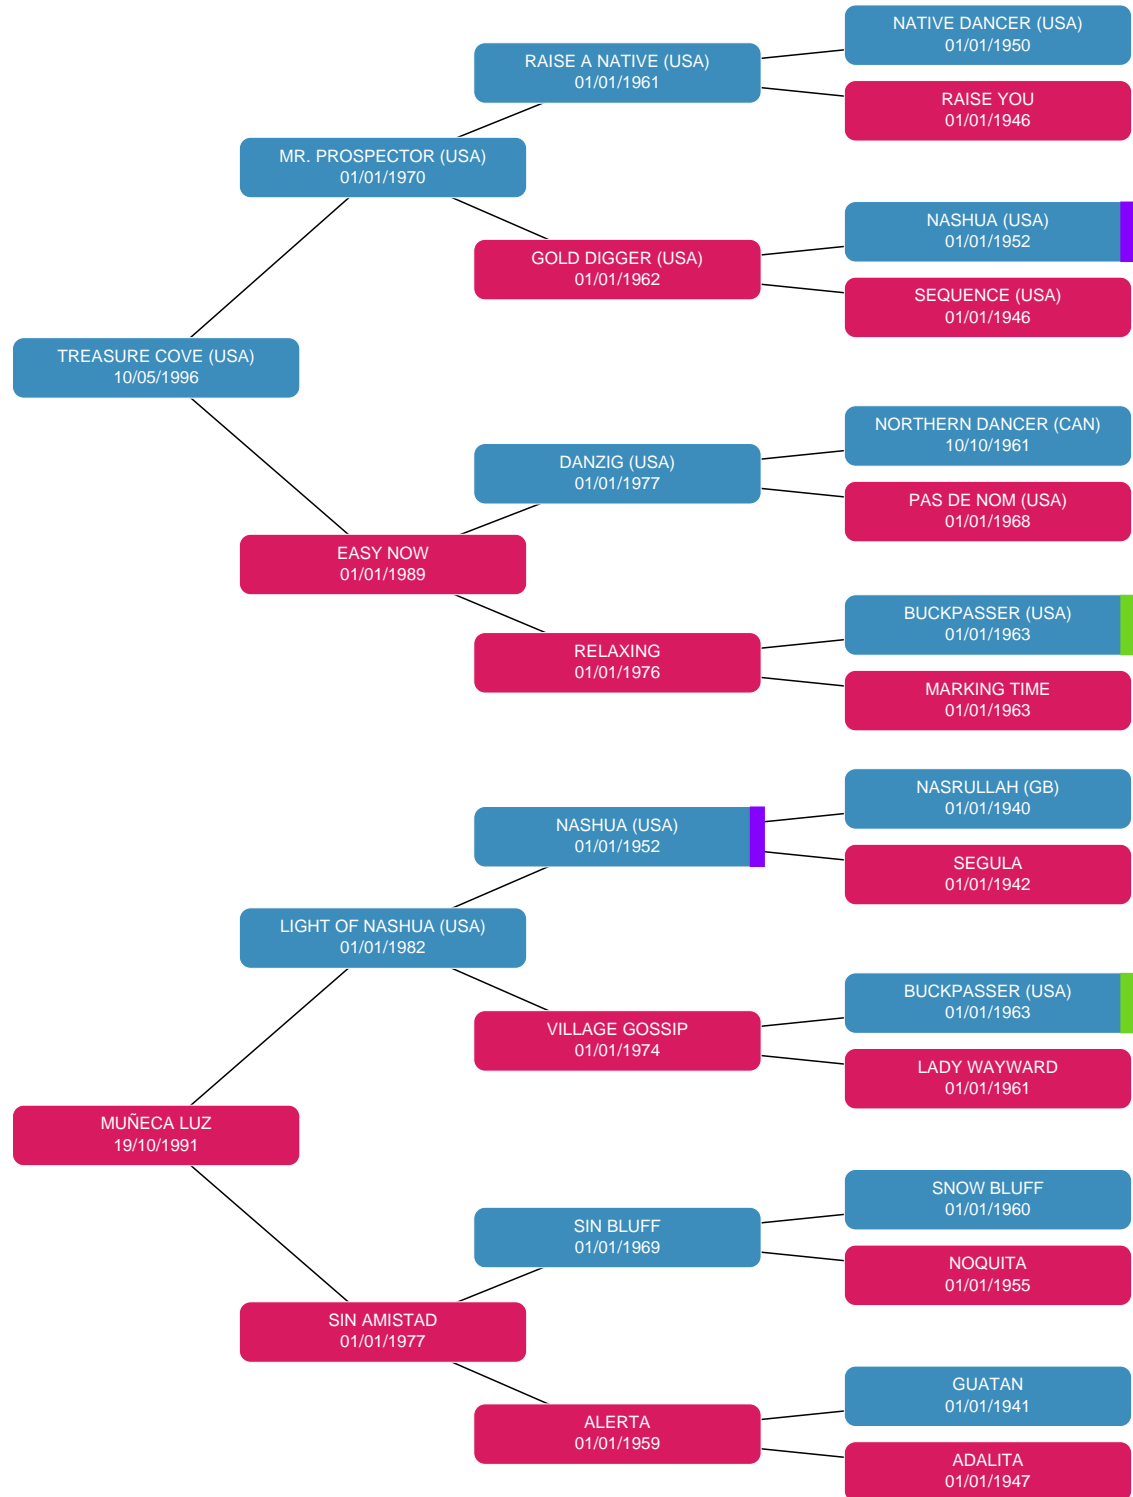 NATIVE DANCER (USA)
01/01/1950
RAISE A NATIVE (USA)
01/01/1961
RAISE YOU
01/01/1946
MR. PROSPECTOR (USA)
01/01/1970
NASHUA (USA)
01/01/1952
GOLD DIGGER (USA)
01/01/1962
SEQUENCE (USA)
01/01/1946
TREASURE COVE (USA)
10/05/1996
NORTHERN DANCER (CAN)
10/10/1961
DANZIG (USA)
01/01/1977
PAS DE NOM (USA)
01/01/1968
EASY NOW
01/01/1989
BUCKPASSER (USA)
01/01/1963
RELAXING
01/01/1976
MARKING TIME
01/01/1963
NASRULLAH (GB)
01/01/1940
NASHUA (USA)
01/01/1952
SEGULA
01/01/1942
LIGHT OF NASHUA (USA)
01/01/1982
BUCKPASSER (USA)
01/01/1963
VILLAGE GOSSIP
01/01/1974
LADY WAYWARD
01/01/1961
MUÑECA LUZ
19/10/1991
SNOW BLUFF
01/01/1960
SIN BLUFF
01/01/1969
NOQUITA
01/01/1955
SIN AMISTAD
01/01/1977
GUATAN
01/01/1941
ALERTA
01/01/1959
ADALITA
01/01/1947